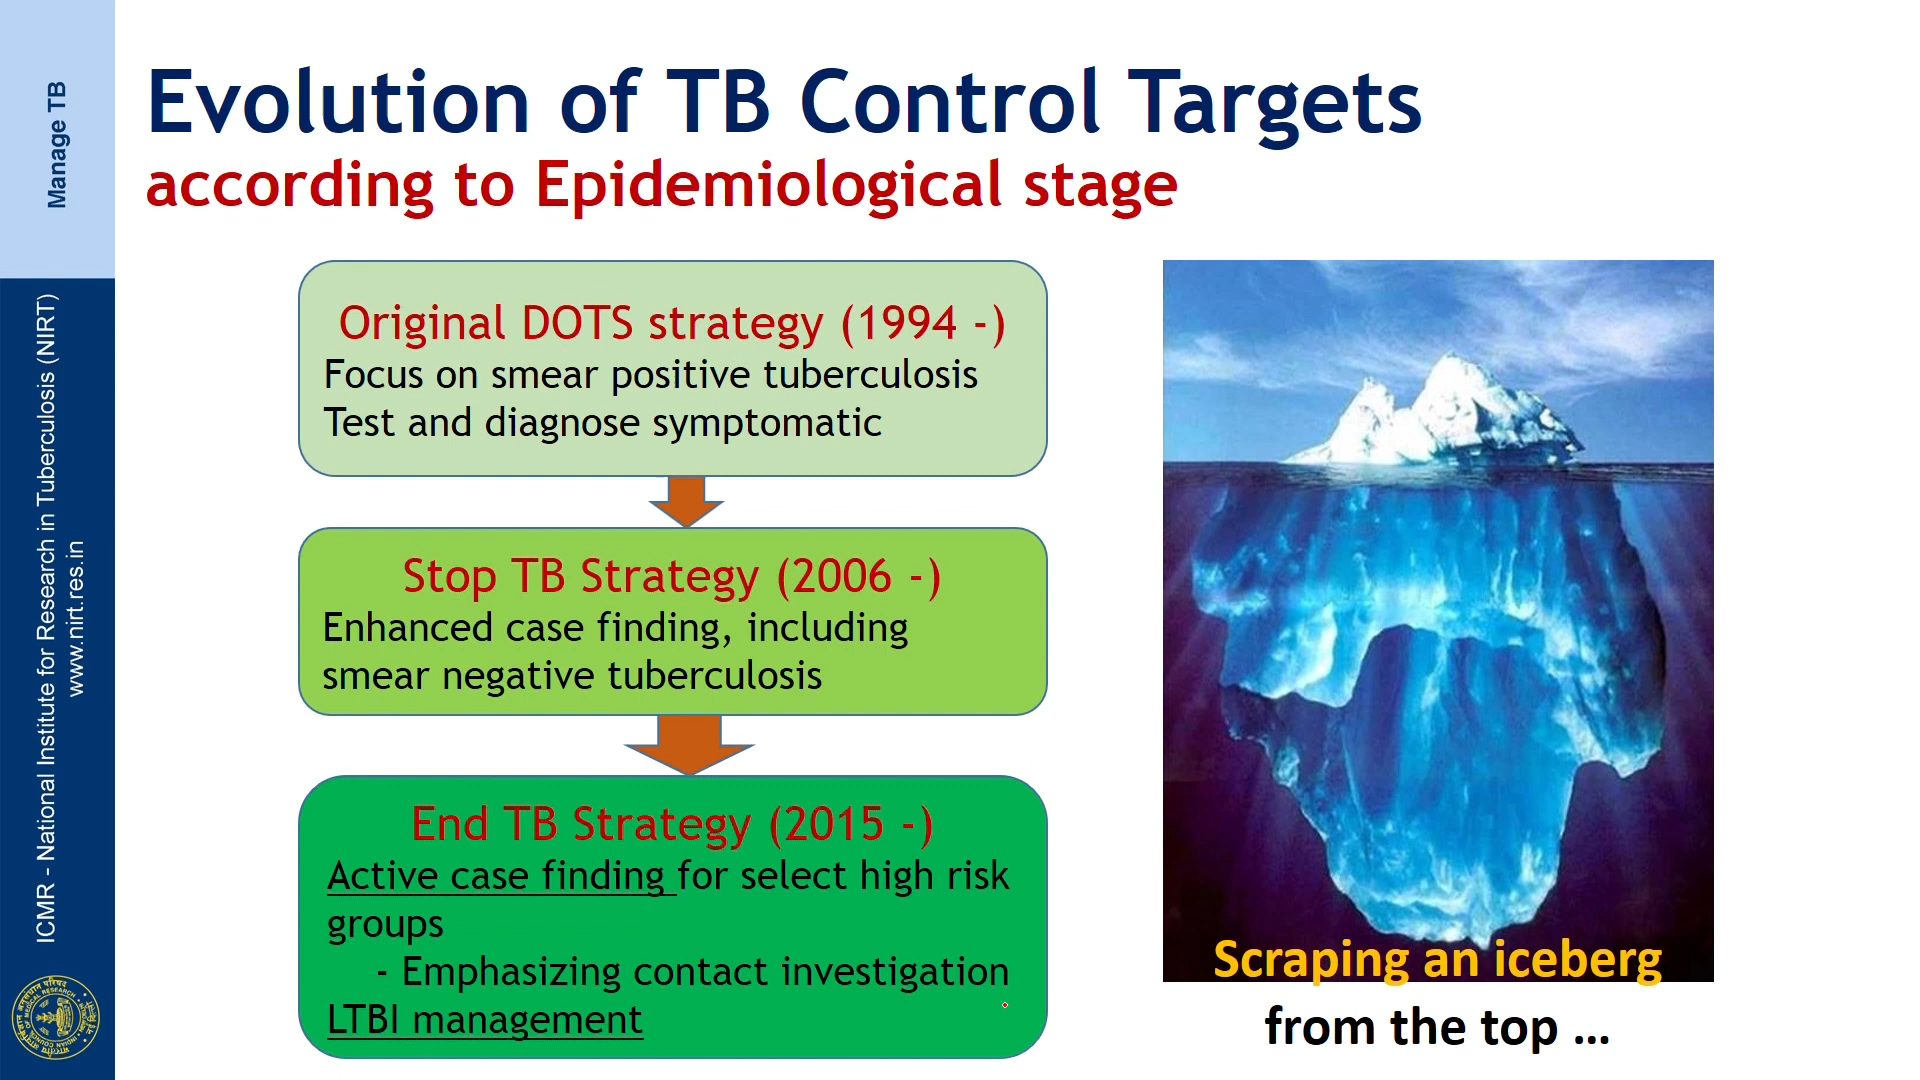 Manage TB
ICMR - National Institute for Research in Tuberculosis (NIRT)
www.nirt.res.in
Evolution of TB Control Targets
according to Epidemiological stage
Original DOTS strategy (1994 -)
Focus on smear positive tuberculosis
Test and diagnose symptomatic
Stop TB Strategy (2006 -)
Enhanced case finding, including
smear negative tuberculosis
End TB Strategy (2015 -)
Active case finding for select high risk
groups
- Emphasizing contact investigation
LTBI management
Scraping an iceberg
from the top ...